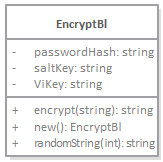 EncryptBl
- passwordHash: string
- saltKey: string
- ViKey: string
+ encrypt(string): string
+ new(): EncryptBl
+ randomString(int): string